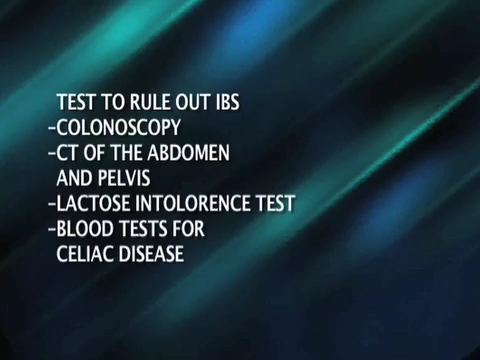 TEST TO RULE OUT IBS
-COLONOSCOPY
-CT OF THE ABDOMEN
AND PELVIS
-LACTOSE INTOLORENCE TEST
-BLOOD TESTS FOR
CELIAC DISEASE